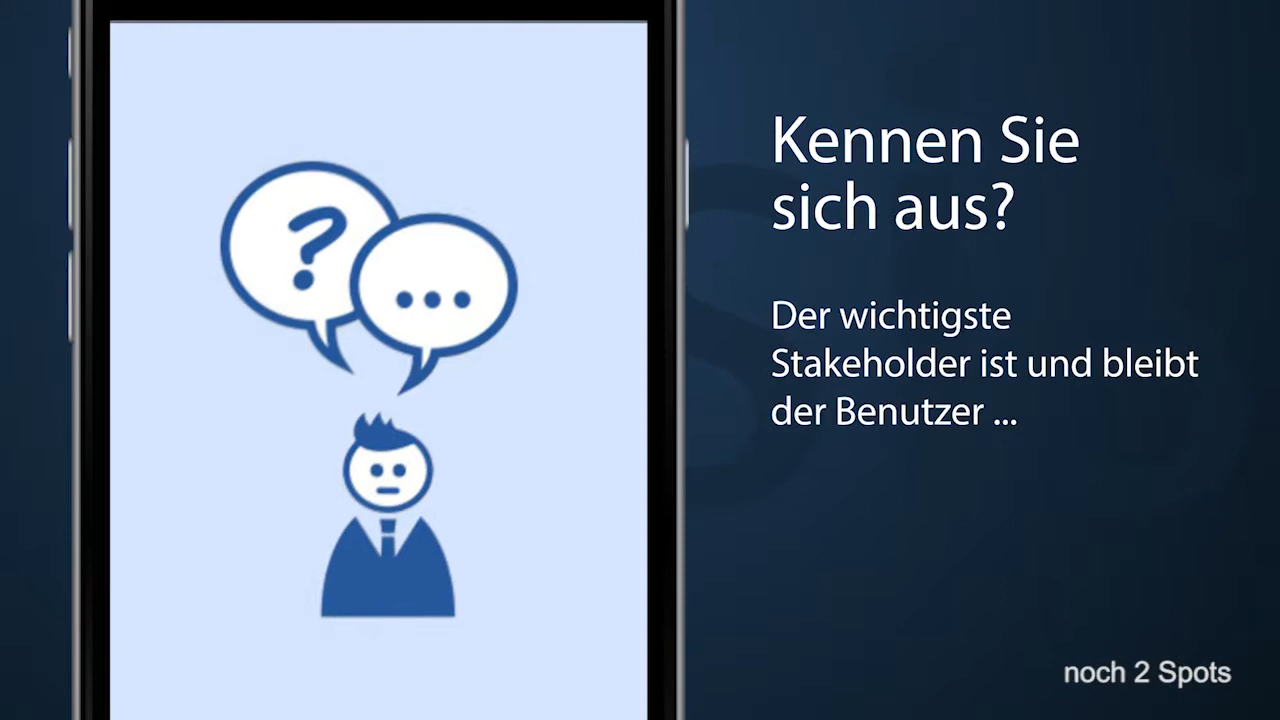 ?
...
Kennen Sie
sich aus?
Der wichtigste
Stakeholder ist und bleibt
der Benutzer ...
noch 2 Spots